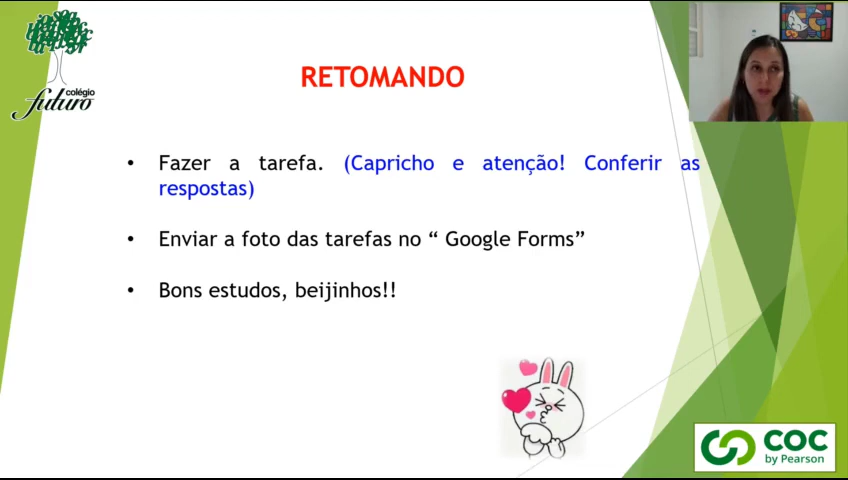 colégio
futuro
RETOMANDO
• Fazer a tarefa. (Capricho e atenção! Conferir as
respostas)
• Enviar a foto das tarefas no “ Google Forms”
• Bons estudos, beijinhos!!
COC
by Pearson